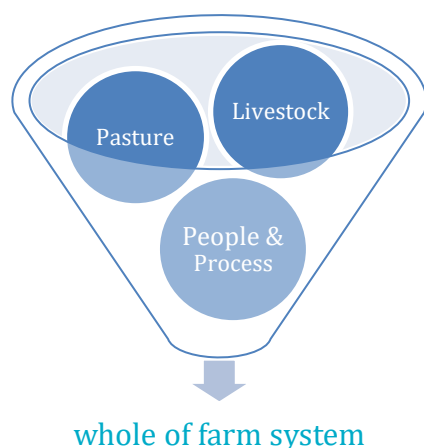 Livestock
Pasture
People &
Process
whole of farm system